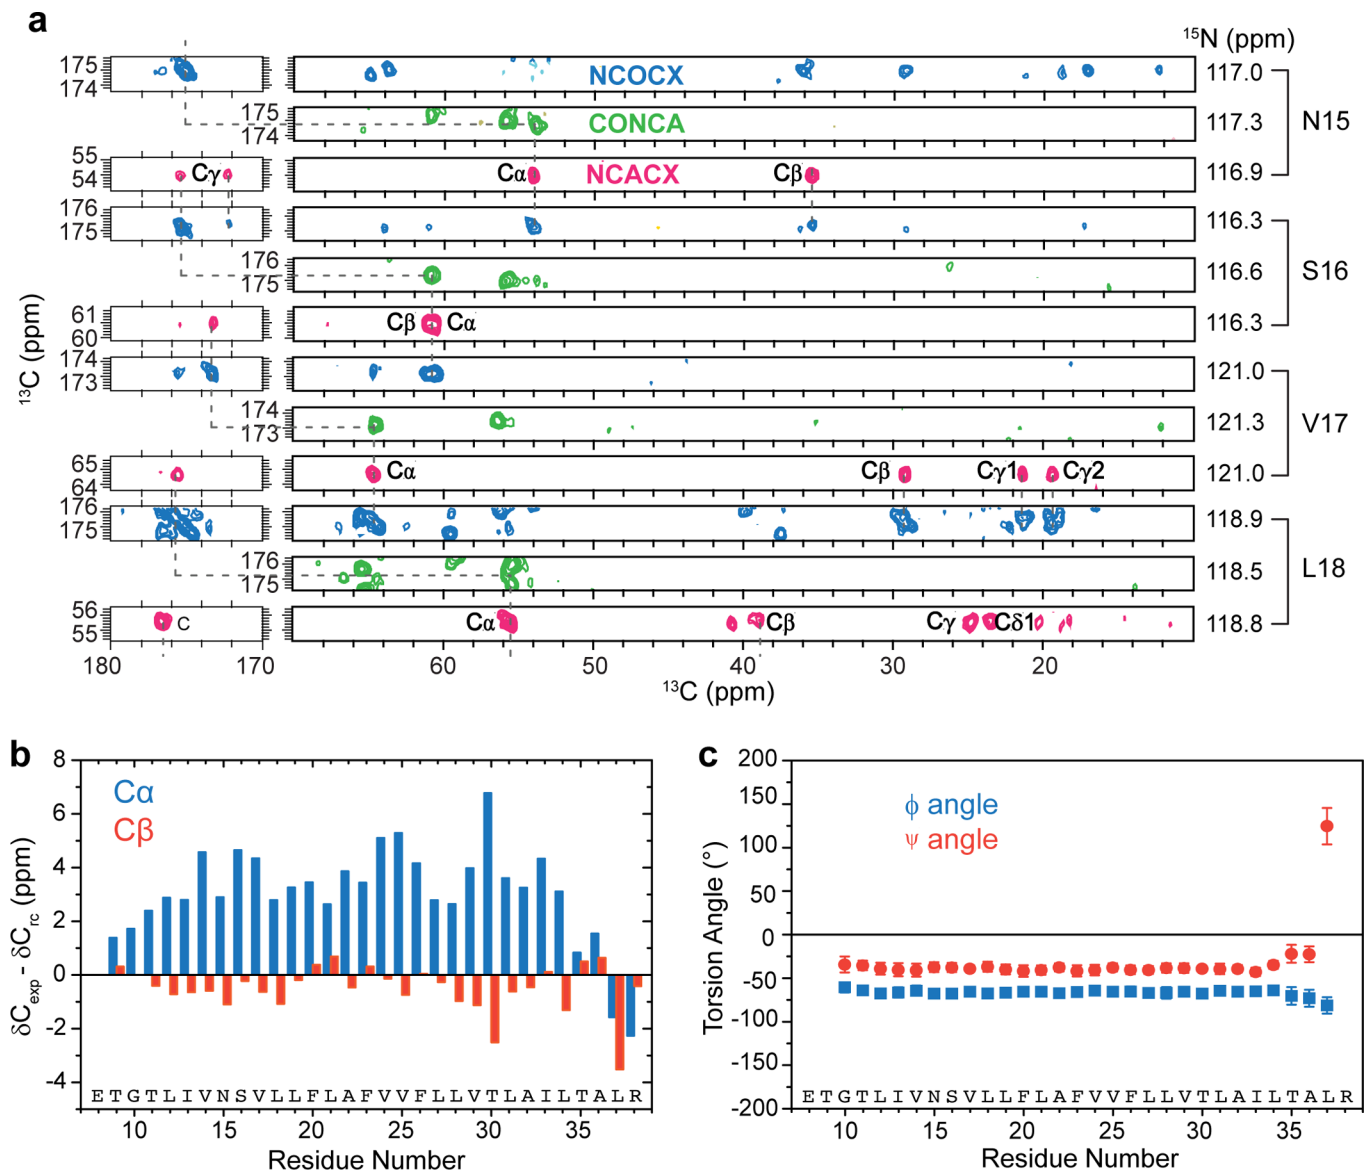 a
¹⁵N (ppm)
175
174
NCOCX
117.0
175
174
CONCA
117.3
N15
55
54
Cγ
Cα
NCACX
Cβ
116.9
176
175
116.3
176
175
116.6
S16
61
60
Cβ
Cα
116.3
174
173
121.0
174
173
121.3
V17
65
64
Cα
Cβ
Cγ1
Cγ2
121.0
176
175
118.9
176
175
118.5
L18
56
55
C
Cα
Cβ
Cγ
Cδ1
118.8
180
170
60
50
40
30
20
¹³C (ppm)
¹³C (ppm)
b
8
6
4
2
0
-2
-4
δCexp - δCrc (ppm)
Cα
Cβ
E T G T L I V N S V L L F L A F V V F L L V T L A I L T A L R
10 15 20 25 30 35
Residue Number
c
200
150
100
50
0
-50
-100
-150
-200
Torsion Angle (°)
ϕ angle
ψ angle
E T G T L I V N S V L L F L A F V V F L L V T L A I L T A L R
10 15 20 25 30 35
Residue Number